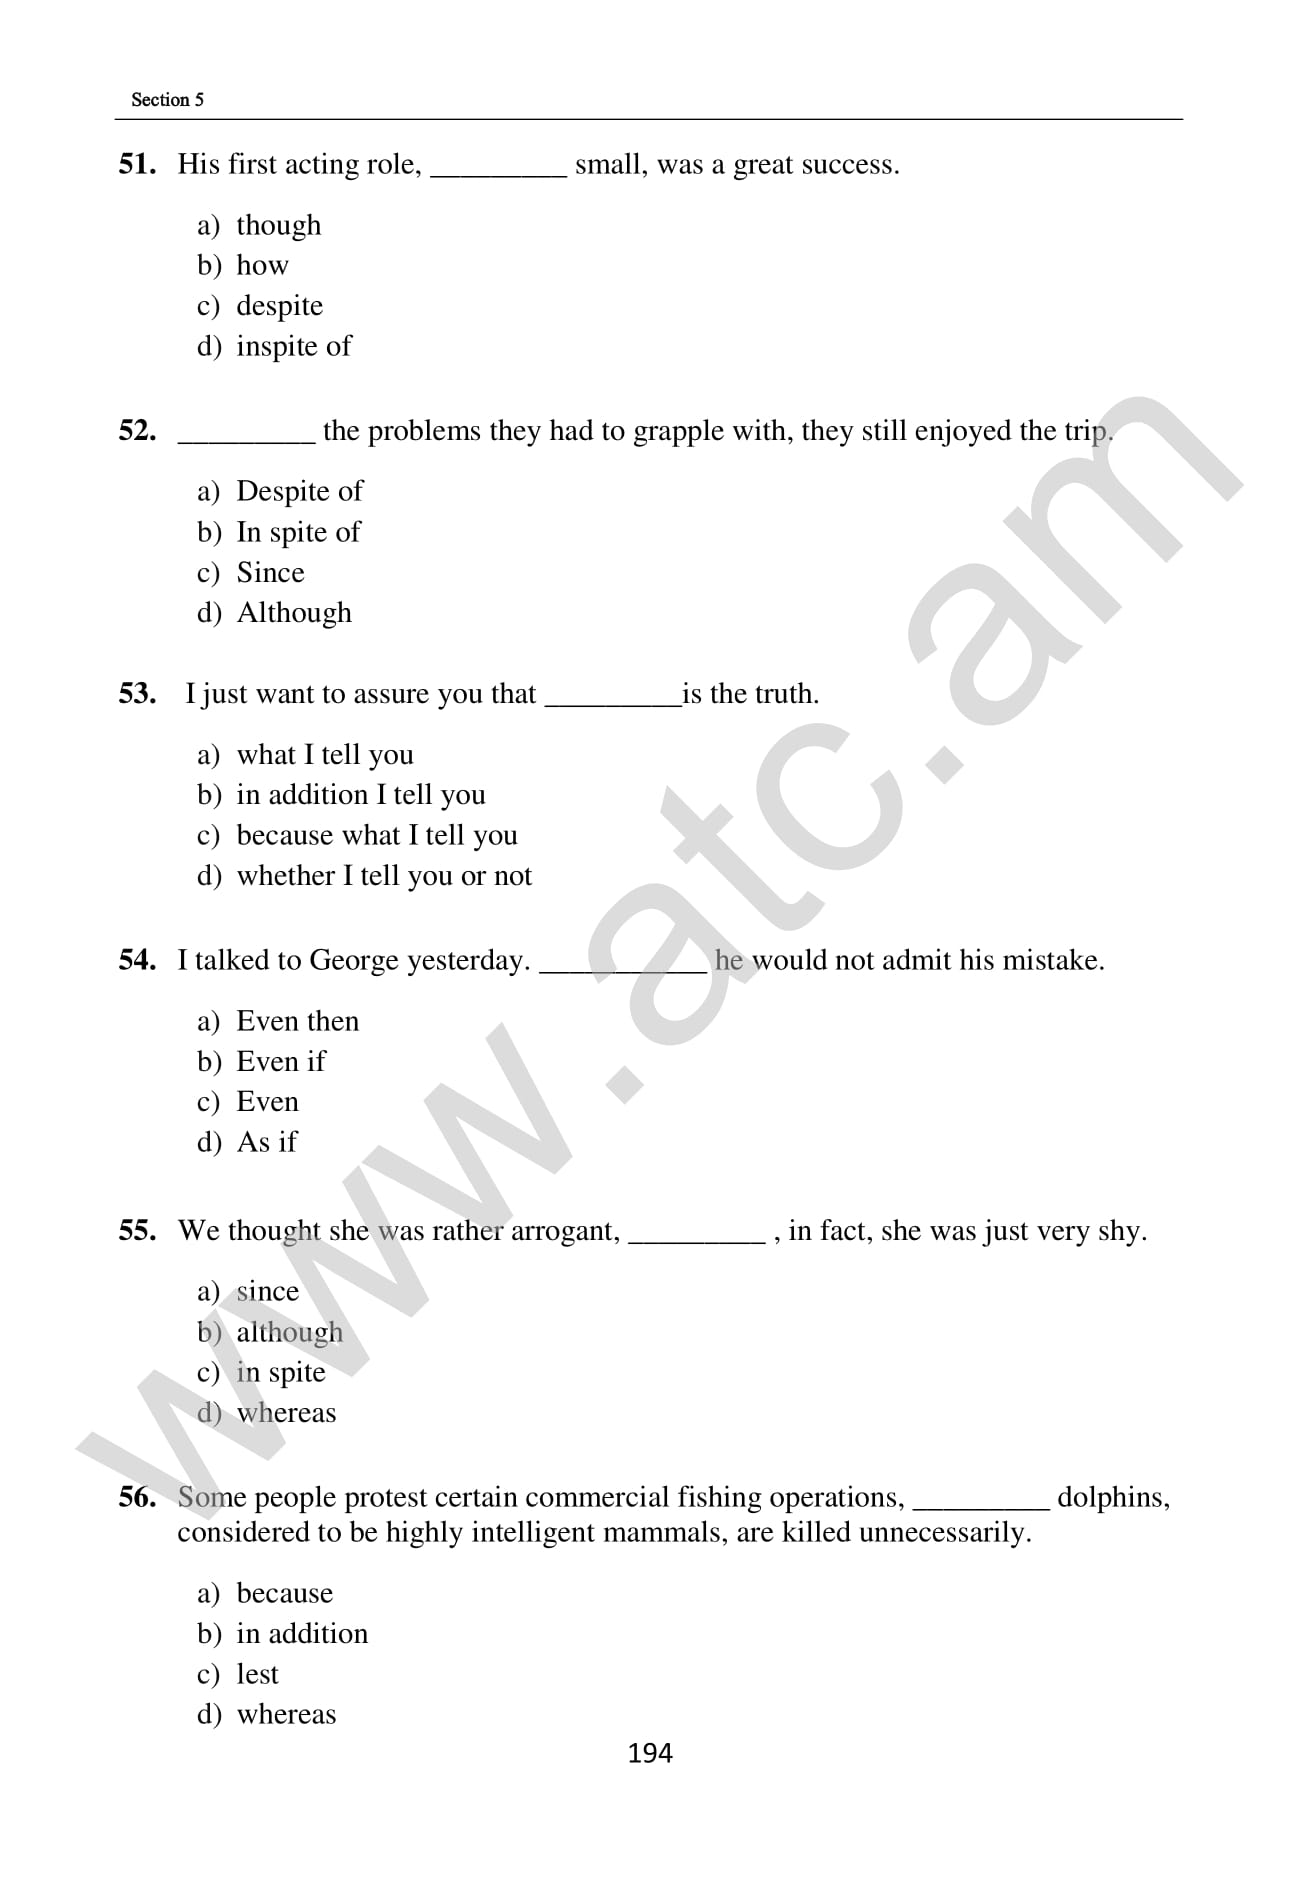 Section 5
51. His first acting role, _________ small, was a great success.
a) though
b) how
c) despite
d) inspite of
52. _________ the problems they had to grapple with, they still enjoyed the trip.
a) Despite of
b) In spite of
c) Since
d) Although
53. I just want to assure you that _________is the truth.
a) what I tell you
b) in addition I tell you
c) because what I tell you
d) whether I tell you or not
54. I talked to George yesterday. ___________ he would not admit his mistake.
a) Even then
b) Even if
c) Even
d) As if
55. We thought she was rather arrogant, _________ , in fact, she was just very shy.
a) since
b) although
c) in spite
d) whereas
56. Some people protest certain commercial fishing operations, _________ dolphins,
considered to be highly intelligent mammals, are killed unnecessarily.
a) because
b) in addition
c) lest
d) whereas
194
www.atc.am